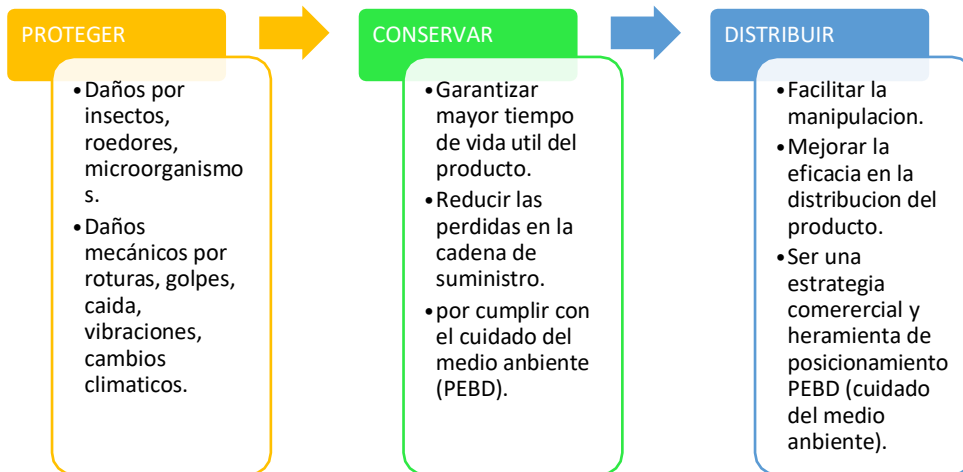 PROTEGER
•Daños por
insectos,
roedores,
microorganismo
s.
•Daños
mecánicos por
roturas, golpes,
caida,
vibraciones,
cambios
climaticos.
CONSERVAR
•Garantizar
mayor tiempo
de vida util del
producto.
•Reducir las
perdidas en la
cadena de
suministro.
•por cumplir con
el cuidado del
medio anbiente
(PEBD).
DISTRIBUIR
•Facilitar la
manipulacion.
•Mejorar la
eficacia en la
distribucion del
producto.
•Ser una
estrategia
comerercial y
heramienta de
posicionamiento
PEBD (cuidado
del medio
anbiente).